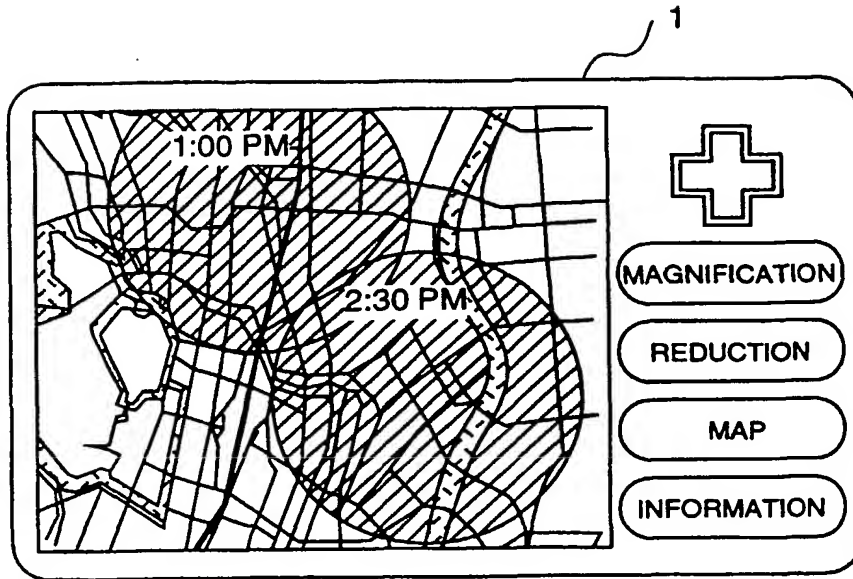 1
1:00 PM
2:30 PM
MAGNIFICATION
REDUCTION
MAP
INFORMATION